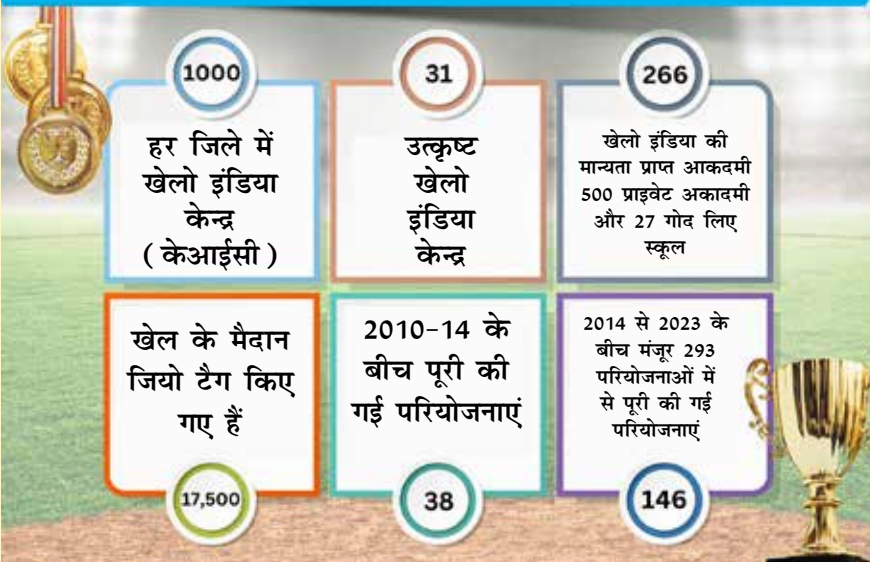 1000
हर जिले में
खेलो इंडिया
केन्द्र
( केआईसी )
31
उत्कृष्ट
खेलो
इंडिया
केन्द्र
266
खेलो इंडिया की
मान्यता प्राप्त आकदमी
500 प्राइवेट अकादमी
और 27 गोद लिए
स्कूल
खेल के मैदान
जियो टैग किए
गए हैं
17,500
2010-14 के
बीच पूरी की
गई परियोजनाएं
38
2014 से 2023 के
बीच मंजूर 293
परियोजनाओं में
से पूरी की गई
परियोजनाएं
146